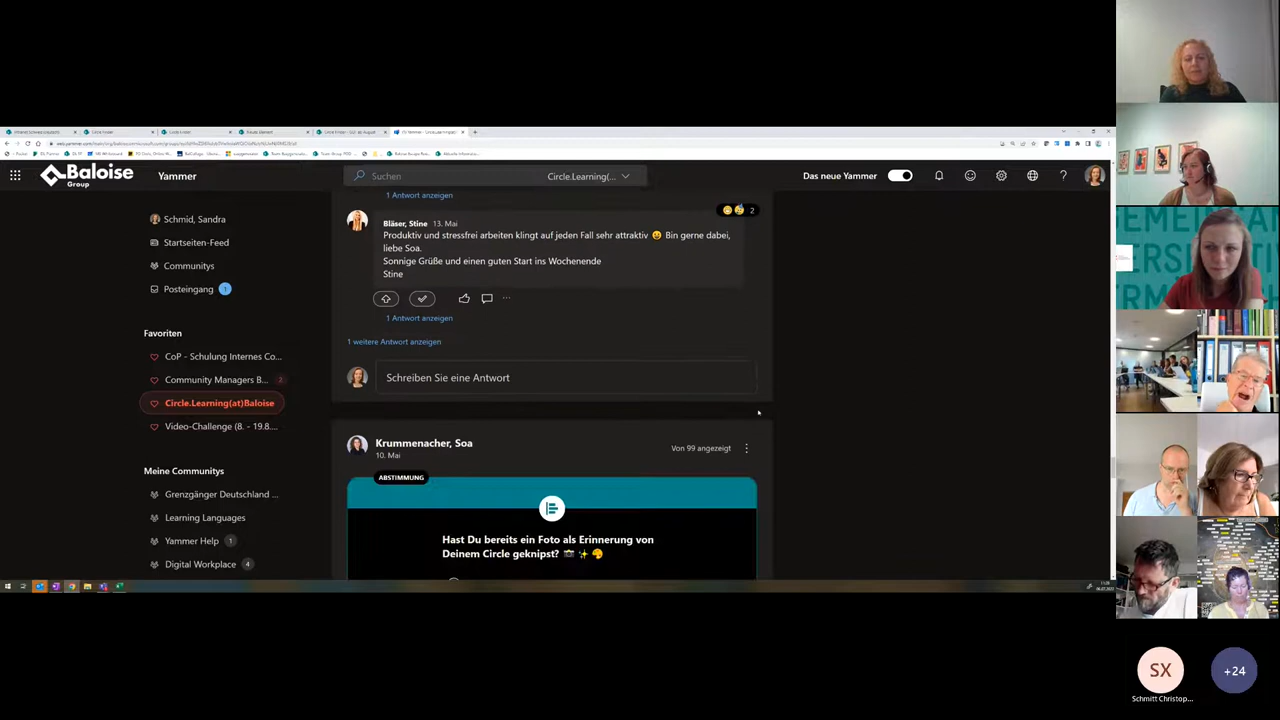 Baloise
Group
Yammer
Suchen
Circle.Learning(...
Das neue Yammer
Schmid, Sandra
Startseiten-Feed
Communitys
Posteingang 1
Favoriten
CoP - Schulung Internes Co...
Community Managers B... 3
Circle.Learning(at)Baloise
Video-Challenge (8. - 19.8....
Meine Communitys
Grenzgänger Deutschland ...
Learning Languages
Yammer Help 1
Digital Workplace 4
1 Antwort anzeigen
2
Bläser, Stine 13. Mai
Produktiv und stressfrei arbeiten klingt auf jeden Fall sehr attraktiv 😀 Bin gerne dabei,
liebe Soa.
Sonnige Grüße und einen guten Start ins Wochenende
Stine
1 Antwort anzeigen
1 weitere Antwort anzeigen
Schreiben Sie eine Antwort
Krummenacher, Soa
10. Mai
Von 99 angezeigt
ABSTIMMUNG
Hast Du bereits ein Foto als Erinnerung von
Deinem Circle geknipst? 📸 ✨ 🎨
SX
Schmitt Christop...
+24